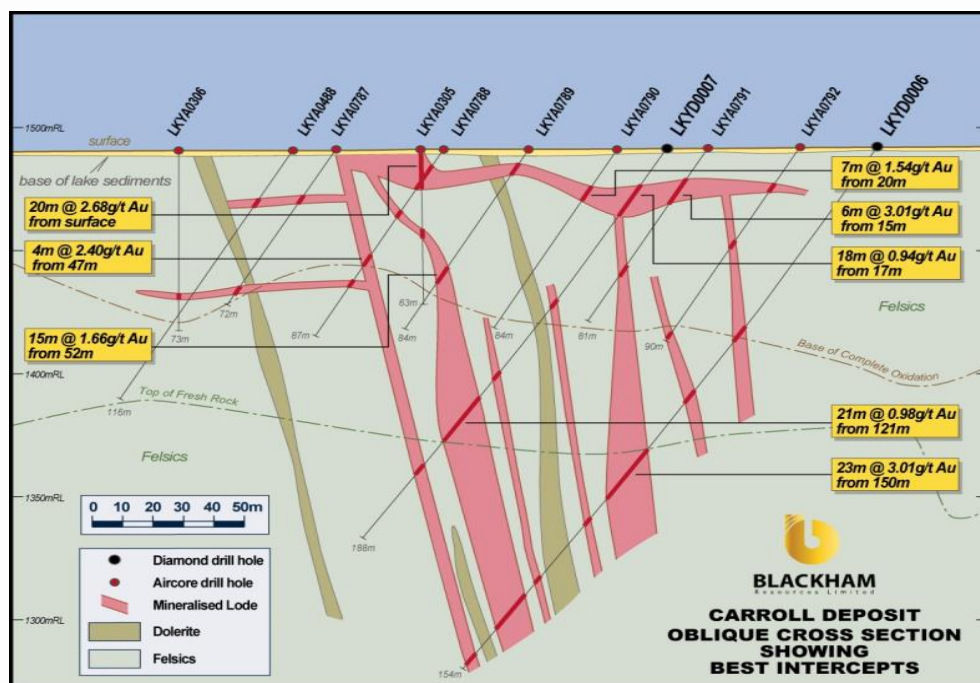 LKYA0306
LKYA0488
LKYA0787
LKYA0305
LKYA0788
LKYA0789
LKYA0790
LKYD0007
LKYA0791
LKYA0792
LKYD0006
1500mRL
surface
base of lake sediments
20m @ 2.68g/t Au
from surface
4m @ 2.40g/t Au
from 47m
15m @ 1.66g/t Au
from 52m
7m @ 1.54g/t Au
from 20m
6m @ 3.01g/t Au
from 15m
18m @ 0.94g/t Au
from 17m
Felsics
73m
72m
87m
63m
84m
84m
81m
90m
Base of Complete Oxidation
1400mRL
Top of Fresh Rock
116m
21m @ 0.98g/t Au
from 121m
23m @ 3.01g/t Au
from 150m
Felsics
1350mRL
188m
0 10 20 30 40 50m
Diamond drill hole
Aircore drill hole
Mineralised Lode
Dolerite
Felsics
1300mRL
154m
BLACKHAM
Resources Limited
CARROLL DEPOSIT
OBLIQUE CROSS SECTION
SHOWING
BEST INTERCEPTS